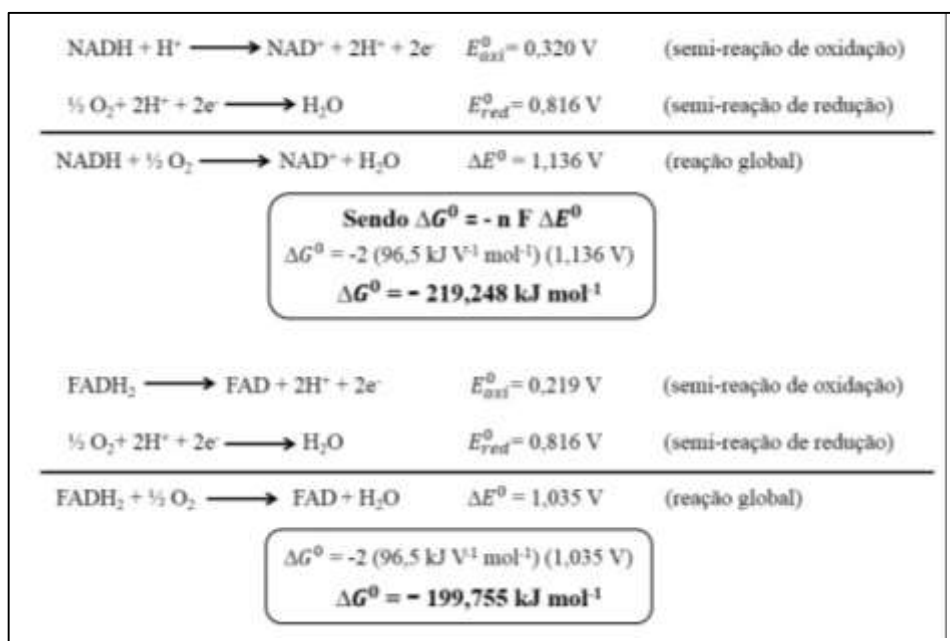 NADH + H⁺ ⟶ NAD⁺ + 2H⁺ + 2e⁻ E⁰oxi = 0,320 V (semi-reação de oxidação)
½ O₂ + 2H⁺ + 2e⁻ ⟶ H₂O E⁰red = 0,816 V (semi-reação de redução)
NADH + ½ O₂ ⟶ NAD⁺ + H₂O ΔE⁰ = 1,136 V (reação global)
Sendo ΔG⁰ = - n F ΔE⁰
ΔG⁰ = -2 (96,5 kJ V⁻¹ mol⁻¹) (1,136 V)
ΔG⁰ = − 219,248 kJ mol⁻¹
FADH₂ ⟶ FAD + 2H⁺ + 2e⁻ E⁰oxi = 0,219 V (semi-reação de oxidação)
½ O₂ + 2H⁺ + 2e⁻ ⟶ H₂O E⁰red = 0,816 V (semi-reação de redução)
FADH₂ + ½ O₂ ⟶ FAD + H₂O ΔE⁰ = 1,035 V (reação global)
ΔG⁰ = -2 (96,5 kJ V⁻¹ mol⁻¹) (1,035 V)
ΔG⁰ = − 199,755 kJ mol⁻¹